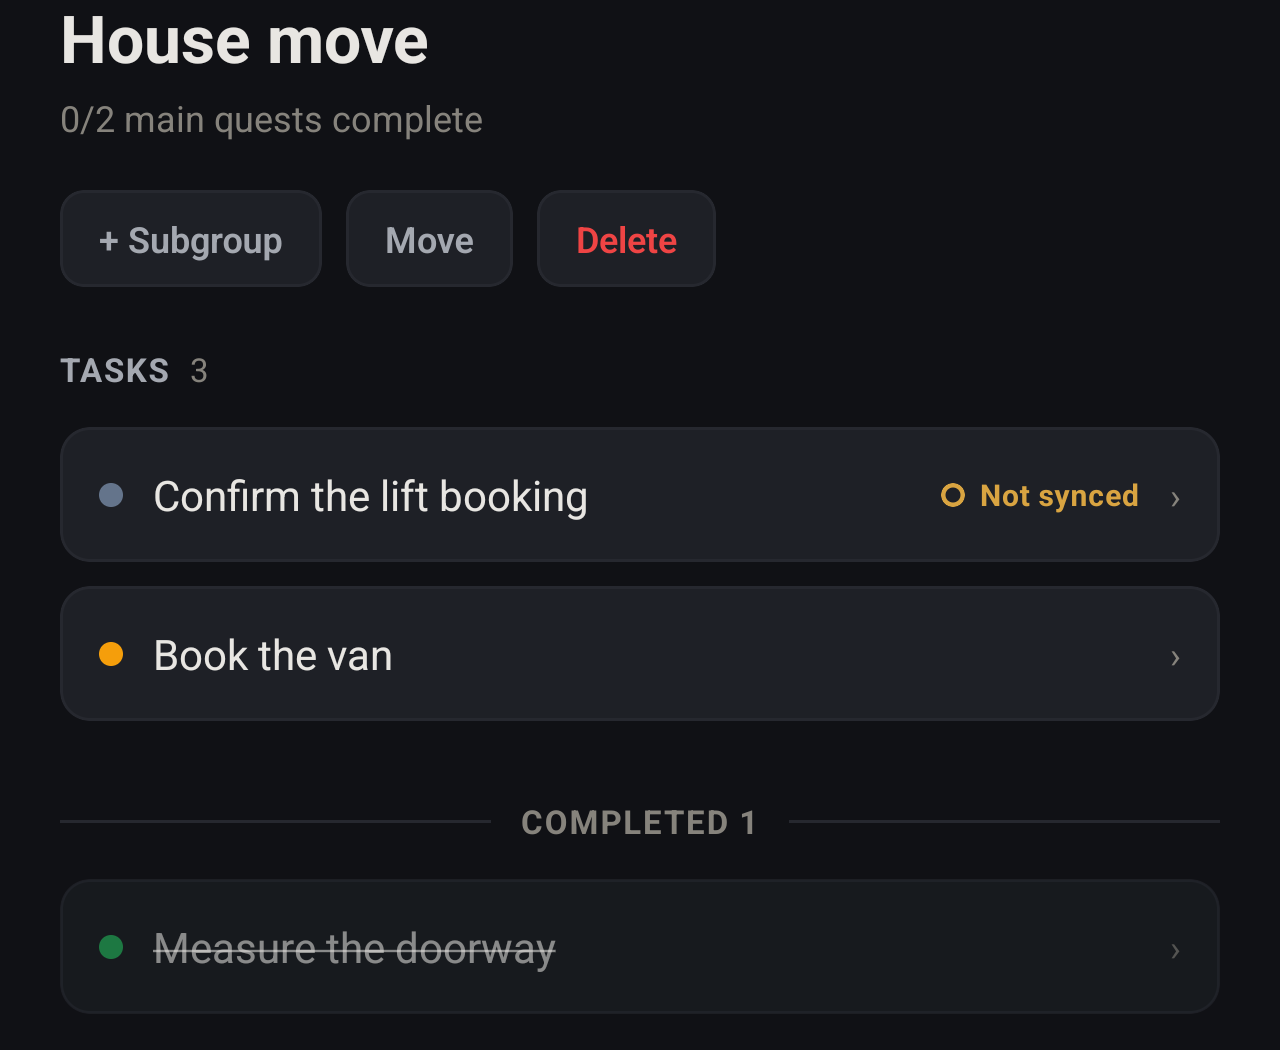 House move
0/2 main quests complete
+ Subgroup Move Delete
TASKS 3
Confirm the lift booking Not synced ›
Book the van ›
COMPLETED 1
Measure the doorway ›